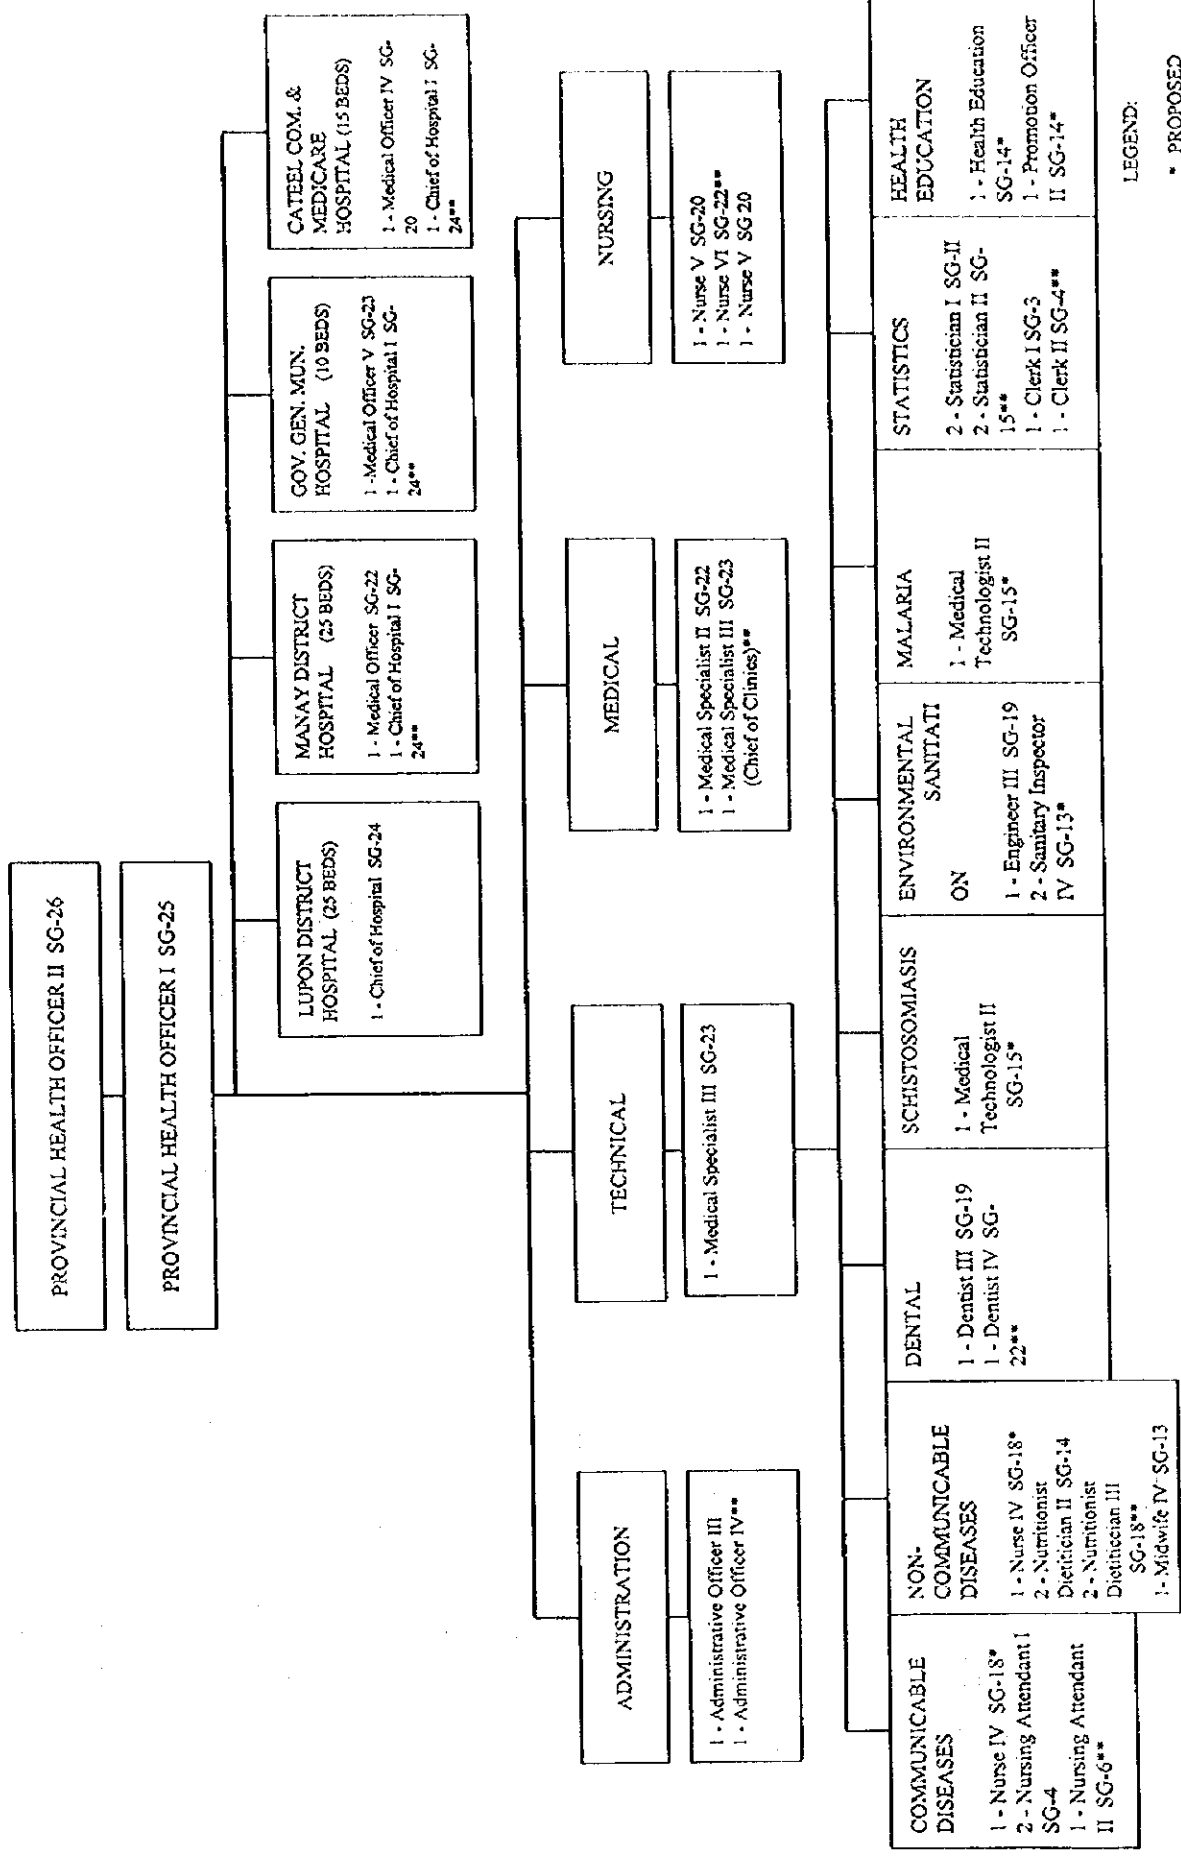 PROVINCIAL HEALTH OFFICER II SG-26
PROVINCIAL HEALTH OFFICER I SG-25
LUPON DISTRICT
HOSPITAL (25 BEDS)
1 - Chief of Hospital SG-24
MANAY DISTRICT
HOSPITAL (25 BEDS)
1 - Medical Officer SG-22
1 - Chief of Hospital I SG-
24**
GOV. GEN. MUN.
HOSPITAL (10 BEDS)
1 -Medical Officer V SG-23
1 - Chief of Hospital I SG-
24**
CATEEL COM. &
MEDICARE
HOSPITAL (15 BEDS)
1 - Medical Officer IV SG-
20
1 - Chief of Hospital I SG-
24**
ADMINISTRATION
1 - Administrative Officer III
1 - Administrative Officer IV**
TECHNICAL
1 - Medical Specialist III SG-23
MEDICAL
1 - Medical Specialist II SG-22
1 - Medical Specialist III SG-23
(Chief of Clinics)**
NURSING
1 - Nurse V SG-20
1 - Nurse VI SG-22**
1 - Nurse V SG 20
COMMUNICABLE
DISEASES
1 - Nurse IV SG-18*
2 - Nursing Attendant I
SG-4
1 - Nursing Attendant
II SG-6**
NON-
COMMUNICABLE
DISEASES
1 - Nurse IV SG-18*
2 - Nutritionist
Dietitician II SG-14
2 - Nutritionist
Dietiticcian III
SG-18**
1- Midwife IV SG-13
DENTAL
1 - Dentist III SG-19
1 - Dentist IV SG-
22**
SCHISTOSOMIASIS
1 - Medical
Technologist II
SG-15*
ENVIRONMENTAL
SANITATI
ON
1 - Engineer III SG-19
2 - Sanitary Inspector
IV SG-13*
MALARIA
1 - Medical
Technologist II
SG-15*
STATISTICS
2 - Statistician I SG-II
2 - Statistician II SG-
15**
1 - Clerk I SG-3
1 - Clerk II SG-4**
HEALTH
EDUCATION
1 - Health Education
SG-14*
1 - Promotion Officer
II SG-14*
LEGEND:
* PROPOSED